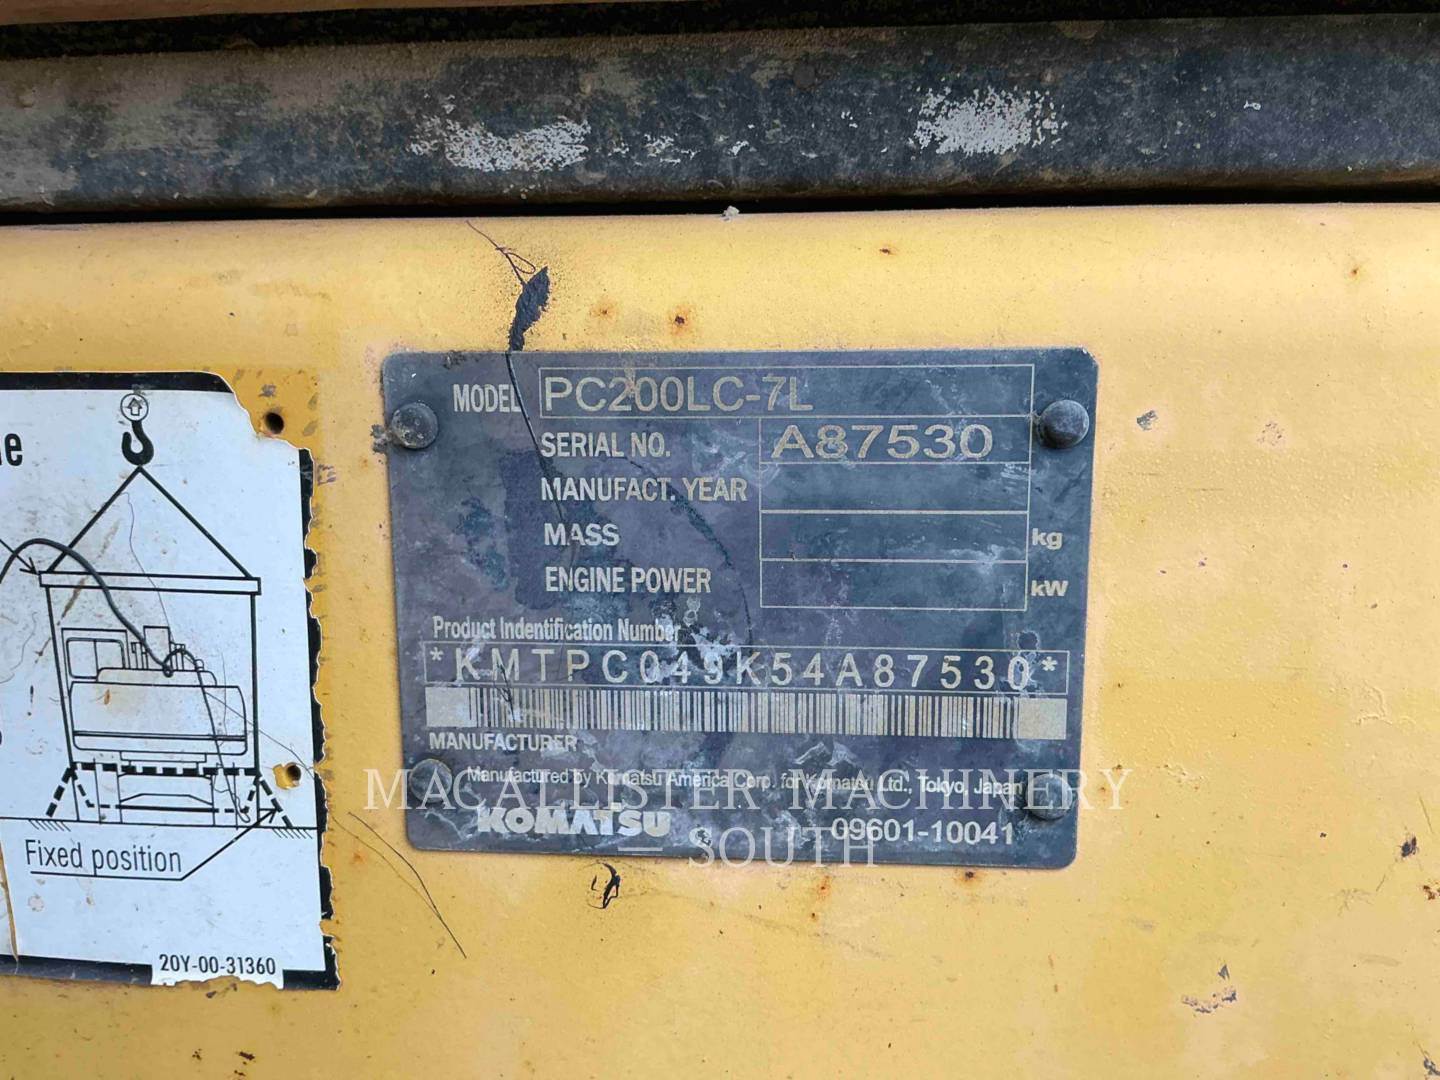 ne
Fixed position
20Y-00-31360
MODEL PC200LC-7L
SERIAL NO. A87530
MANUFACT. YEAR
MASS kg
ENGINE POWER kW
Product Indentification Number
*KMTPC049K54A87530*
MANUFACTURER
Manufactured by Komatsu America Corp. for Komatsu Ltd., Tokyo, Japan
KOMATSU 09601-10041
MACALLISTER MACHINERY
SOUTH